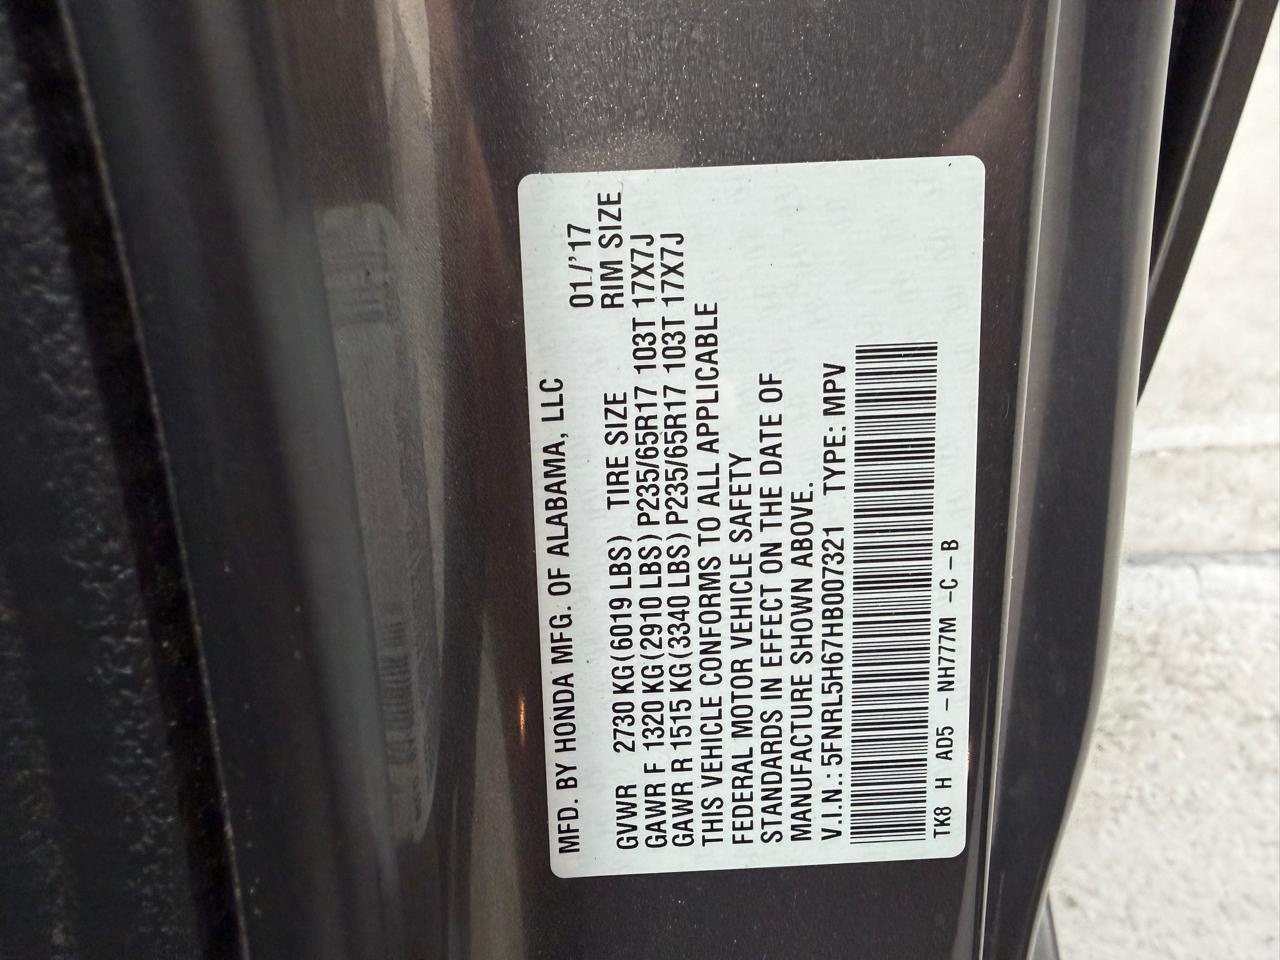 MFD. BY HONDA MFG. OF ALABAMA, LLC
01/'17
GVWR 2730 KG(6019 LBS) TIRE SIZE RIM SIZE
GAWR F 1320 KG(2910 LBS)P235/65R17 103T 17X7J
GAWR R 1515 KG(3340 LBS)P235/65R17 103T 17X7J
THIS VEHICLE CONFORMS TO ALL APPLICABLE
FEDERAL MOTOR VEHICLE SAFETY
STANDARDS IN EFFECT ON THE DATE OF
MANUFACTURE SHOWN ABOVE.
V.I.N.:5FNRL5H67HB007321 TYPE: MPV
TK8 H AD5 - NH777M -C-B